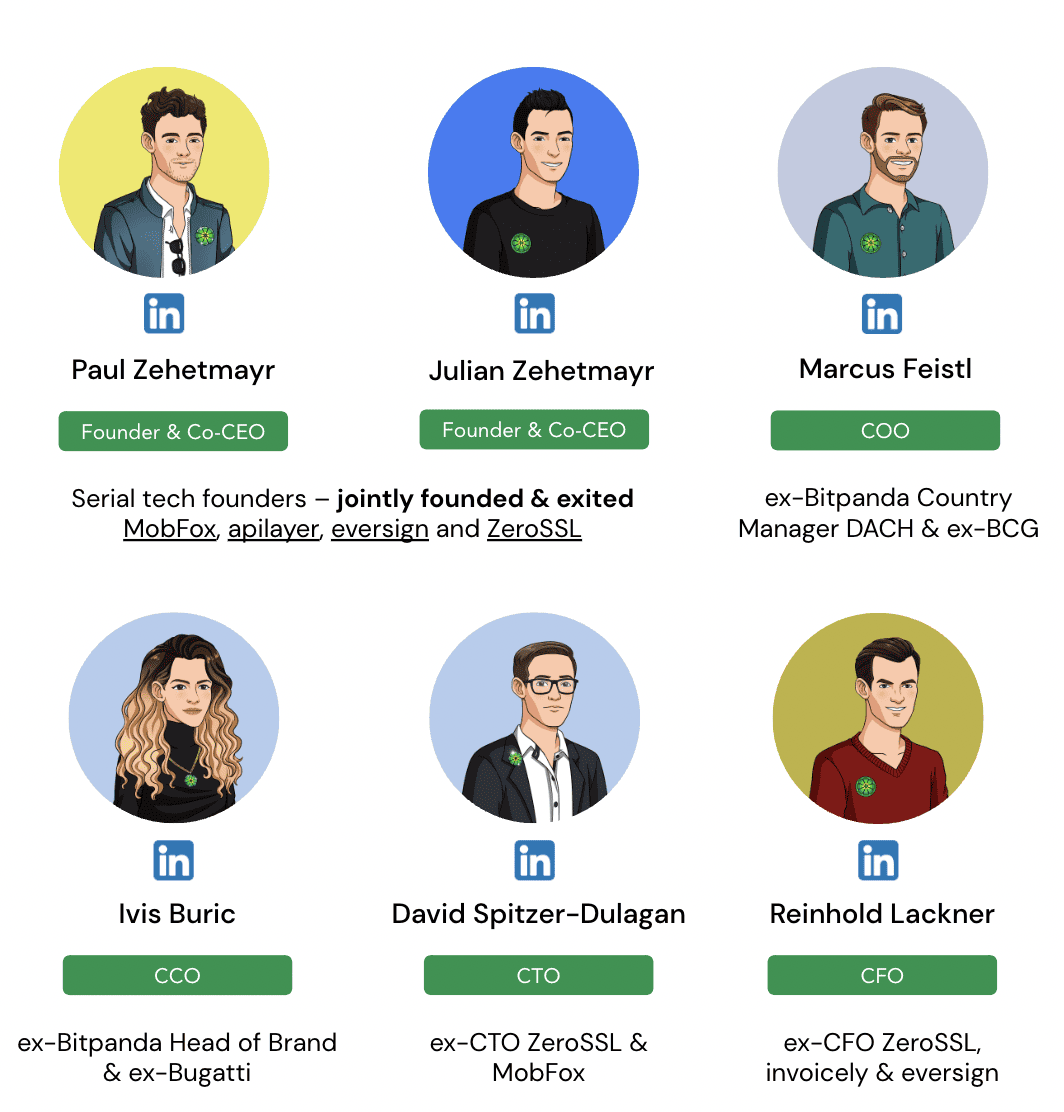 in
in
in
Paul Zehetmayr
Julian Zehetmayr
Marcus Feistl
Founder & Co-CEO
Founder & Co-CEO
COO
Serial tech founders – jointly founded & exited
MobFox, apilayer, eversign and ZeroSSL
ex-Bitpanda Country
Manager DACH & ex-BCG
in
in
in
Ivis Buric
David Spitzer-Dulagan
Reinhold Lackner
CCO
CTO
CFO
ex-Bitpanda Head of Brand
& ex-Bugatti
ex-CTO ZeroSSL &
MobFox
ex-CFO ZeroSSL,
invoicely & eversign